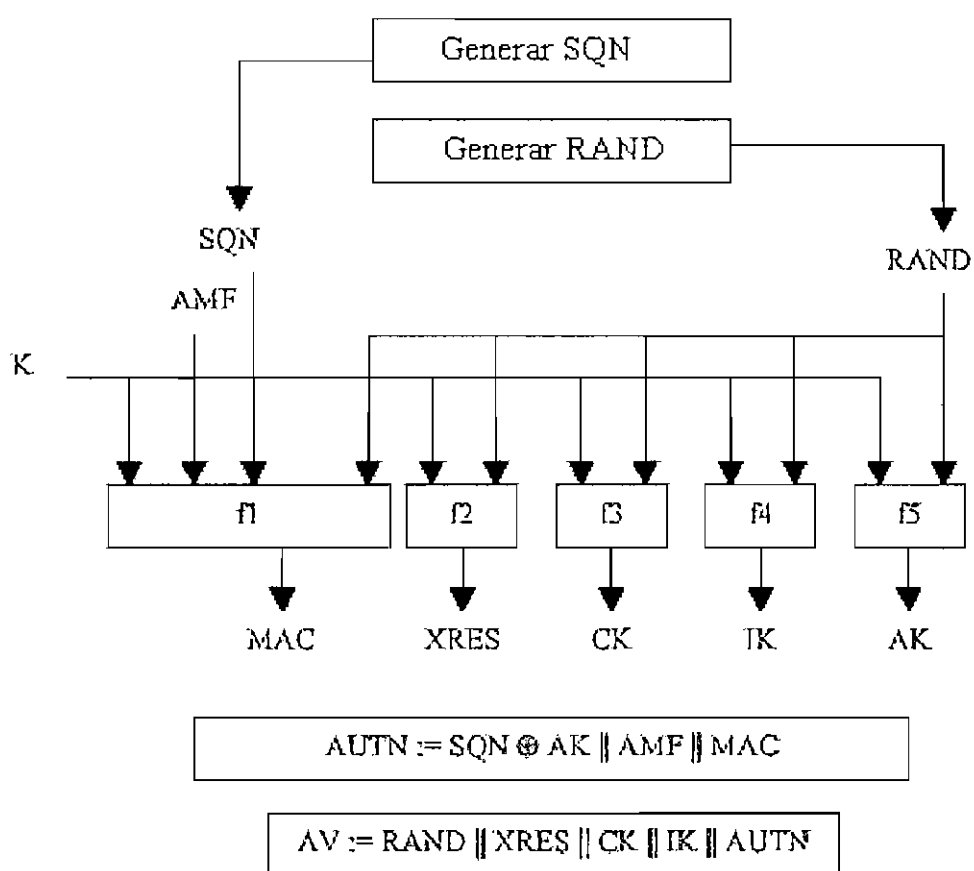 Generar SQN
Generar RAND
SQN
RAND
AMF
K
f1 f2 f3 f4 f5
MAC XRES CK IK AK
AUTN := SQN ⊕ AK || AMF || MAC
AV := RAND || XRES || CK || IK || AUTN